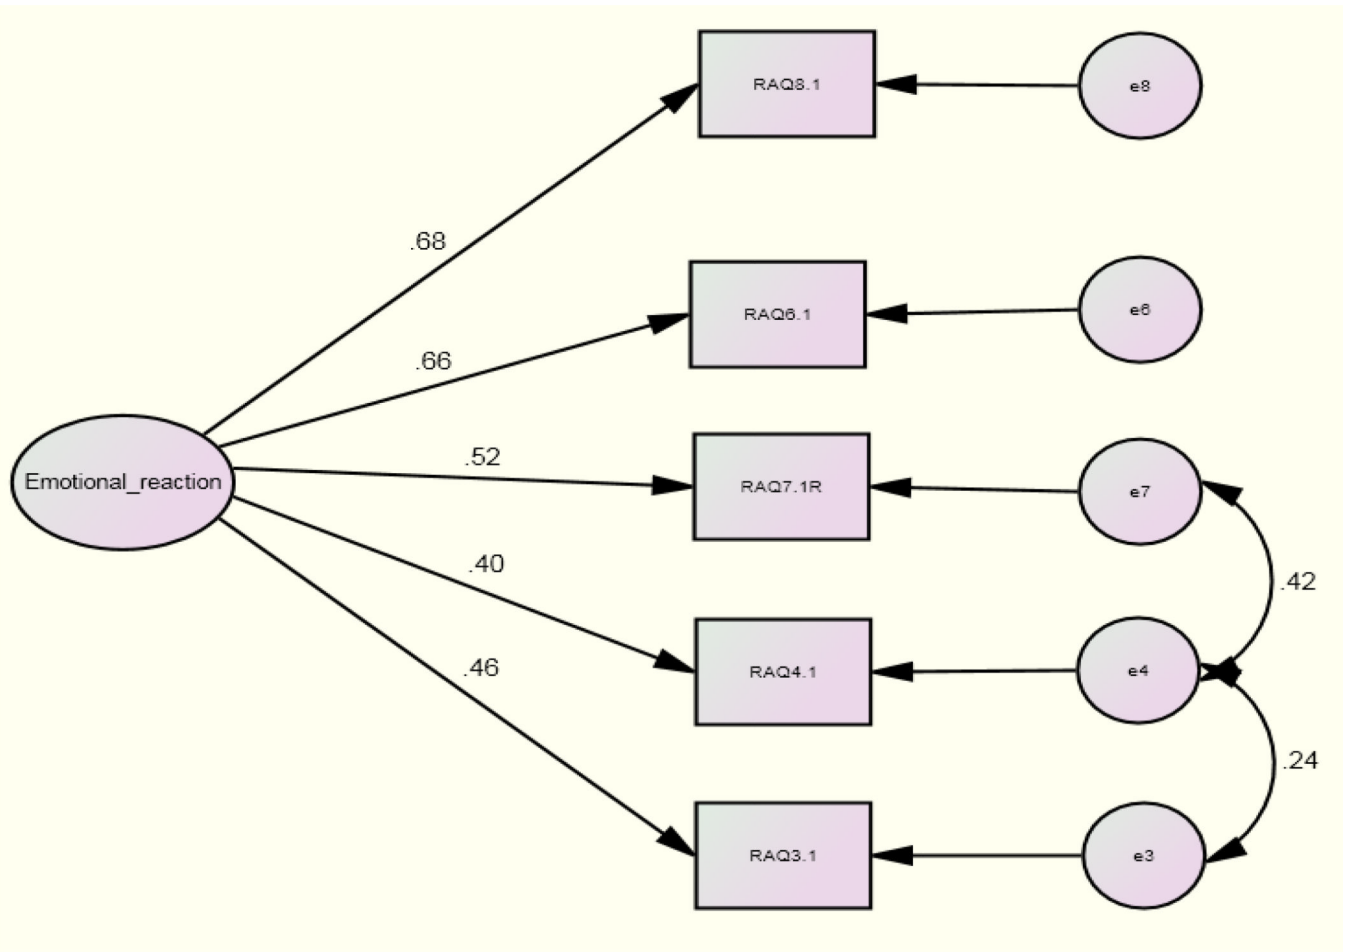 RAQ8.1
e8
.68
RAQ6.1
e6
.66
Emotional_reaction
.52
RAQ7.1R
e7
.42
.40
RAQ4.1
e4
.46
.24
RAQ3.1
e3